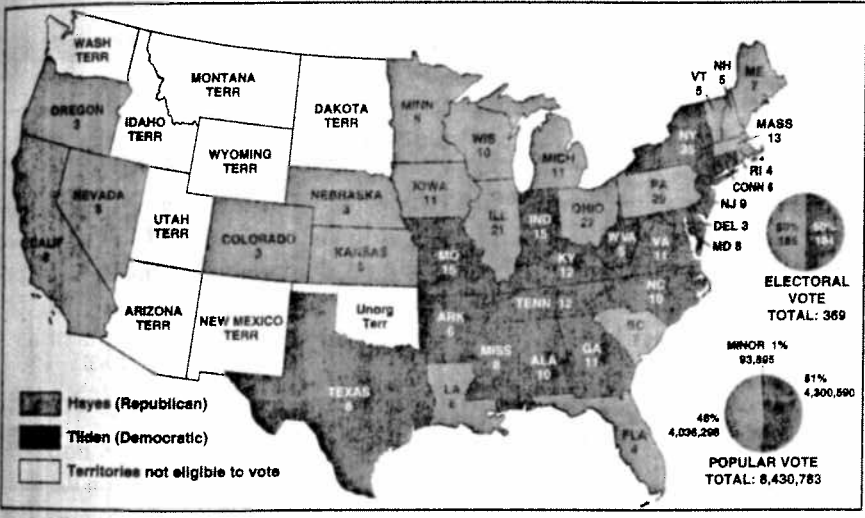 WASH
TERR
MONTANA
TERR
DAKOTA
TERR
MINN
5
OREGON
3
IDAHO
TERR
WYOMING
TERR
WIS
10
MICH
11
VT
5
NH
5
ME
7
MASS
13
NY
RI 4
CONN 6
NJ 9
DEL 3
MD 8
NEVADA
CALIF
6
UTAH
TERR
NEBRASKA
3
IOWA
11
ILL
21
IND
15
OHIO
22
PA
29
COLORADO
3
KANSAS
5
MO
15
KY
12
W VA
VA
11
ARIZONA
TERR
NEW MEXICO
TERR
Unorg
Terr
ARK
6
TENN 12
NC
10
SC
MISS
8
ALA
10
GA
11
TEXAS
8
LA
FLA
4
Hayes (Republican)
Tilden (Democratic)
Territories not eligible to vote
50%
185
50%
184
ELECTORAL
VOTE
TOTAL: 369
MINOR 1%
93,895
51%
4,300,590
48%
4,036,298
POPULAR VOTE
TOTAL: 8,430,783